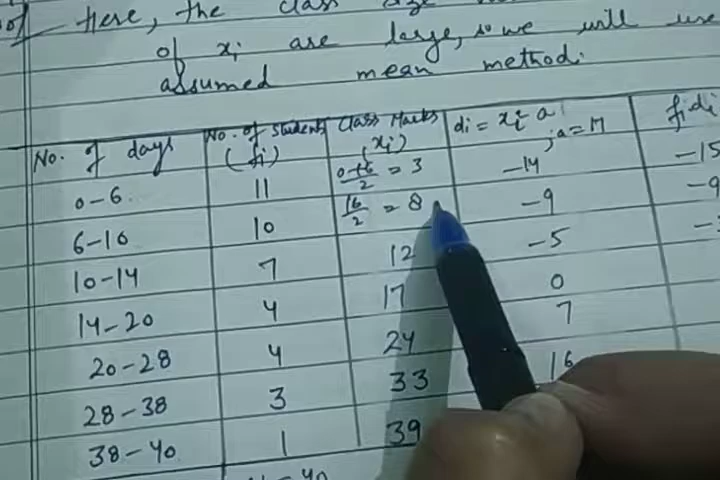 of Here, the class
of xi are large, so we will use
assumed mean method.
No. of days No. of students (fi) Class Marks (xi) di = xi - a, a = 17 fidi
0-6 11 0+6/2 = 3 -14 -15
6-10 10 16/2 = 8 -9 -9
10-14 7 12 -5
14-20 4 17 0
20-28 4 24 7
28-38 3 33 16
38-40 1 39